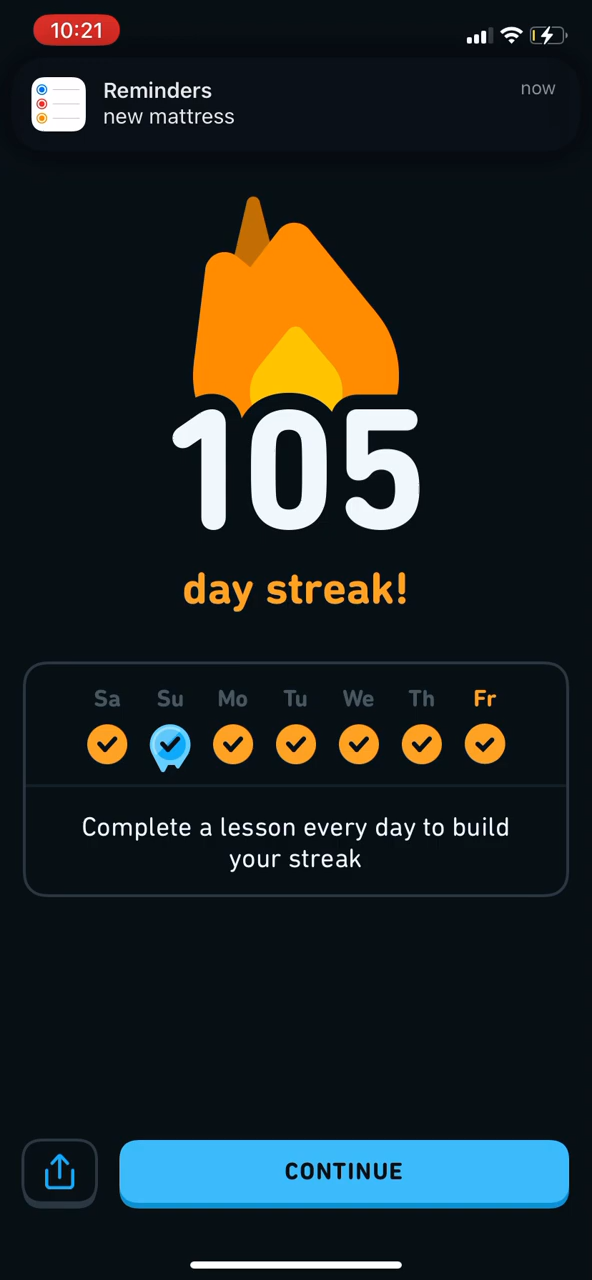 10:21
Reminders
now
new mattress
105
day streak!
Sa Su Mo Tu We Th Fr
Complete a lesson every day to build
your streak
CONTINUE